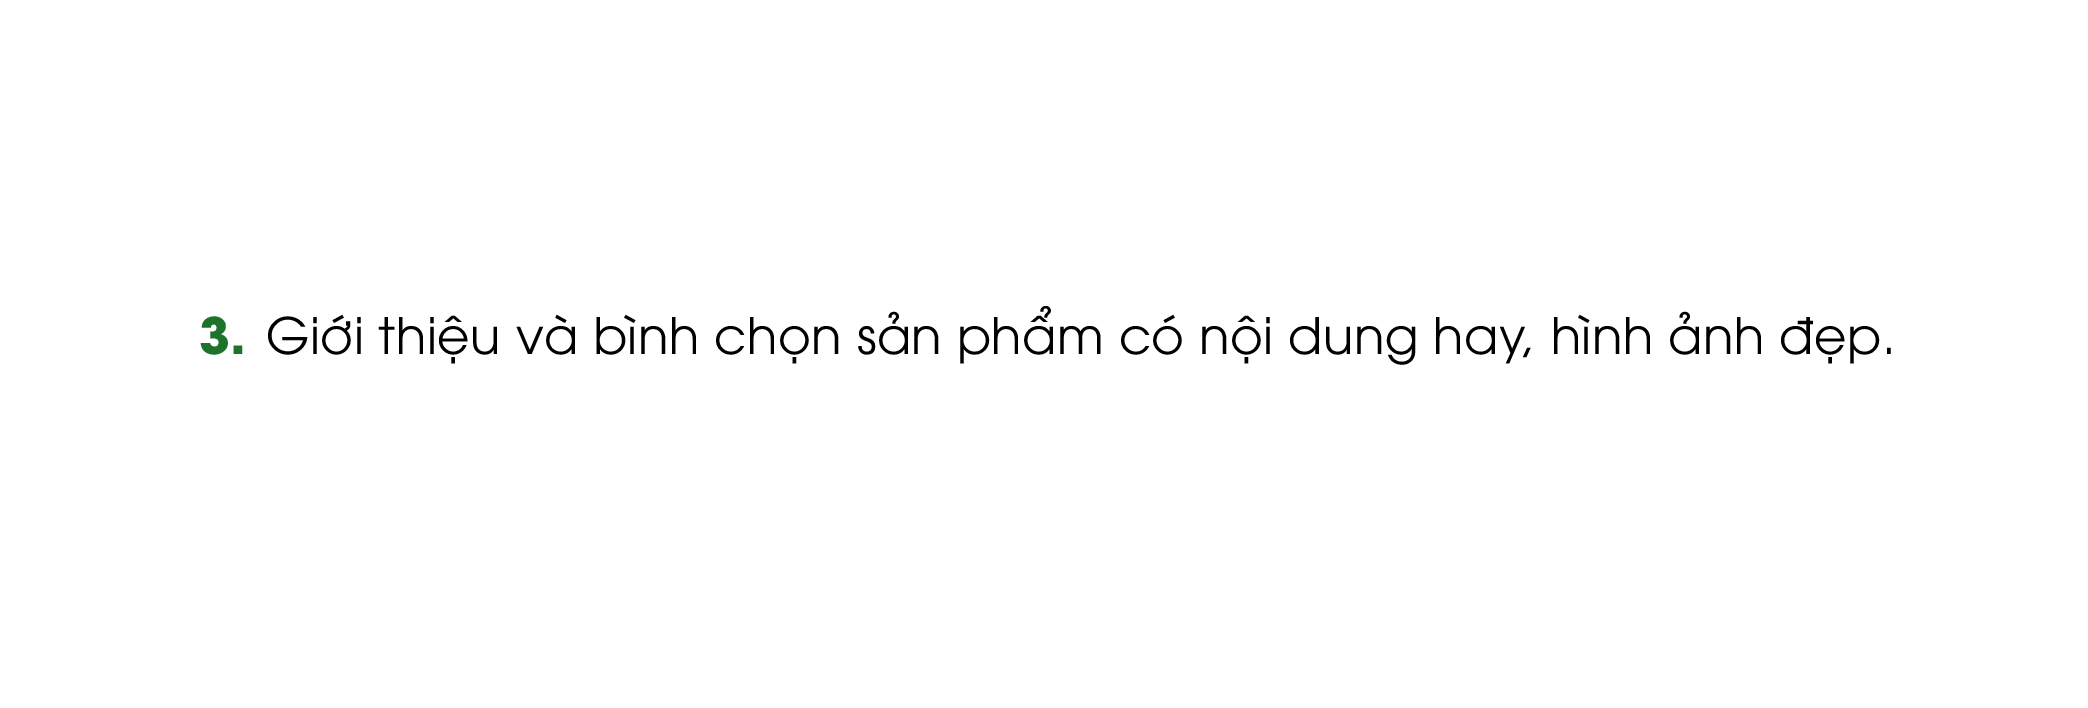 3. Giới thiệu và bình chọn sản phẩm có nội dung hay, hình ảnh đẹp.